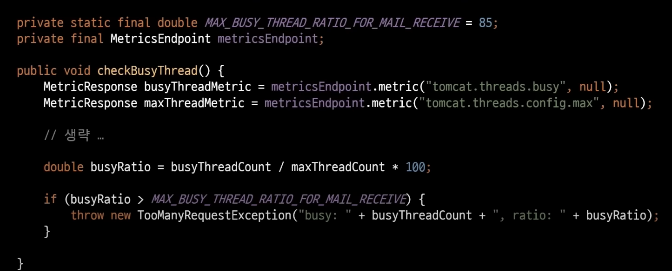 private static final double MAX_BUSY_THREAD_RATIO_FOR_MAIL_RECEIVE = 85;
private final MetricsEndpoint metricsEndpoint;
public void checkBusyThread() {
MetricResponse busyThreadMetric = metricsEndpoint.metric("tomcat.threads.busy", null);
MetricResponse maxThreadMetric = metricsEndpoint.metric("tomcat.threads.config.max", null);
// 생략 …
double busyRatio = busyThreadCount / maxThreadCount * 100;
if (busyRatio > MAX_BUSY_THREAD_RATIO_FOR_MAIL_RECEIVE) {
throw new TooManyRequestException("busy: " + busyThreadCount + ", ratio: " + busyRatio);
}
}